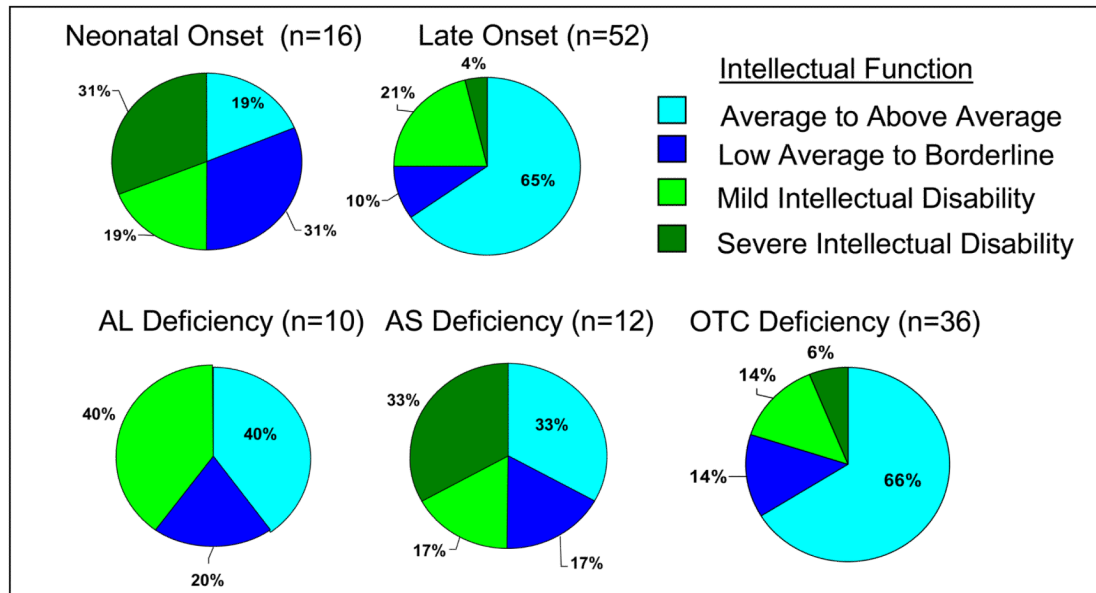 Neonatal Onset (n=16)
31%
19%
19%
31%
Late Onset (n=52)
4%
21%
10%
65%
Intellectual Function
Average to Above Average
Low Average to Borderline
Mild Intellectual Disability
Severe Intellectual Disability
AL Deficiency (n=10)
40%
40%
20%
AS Deficiency (n=12)
33%
33%
17%
17%
OTC Deficiency (n=36)
6%
14%
14%
66%